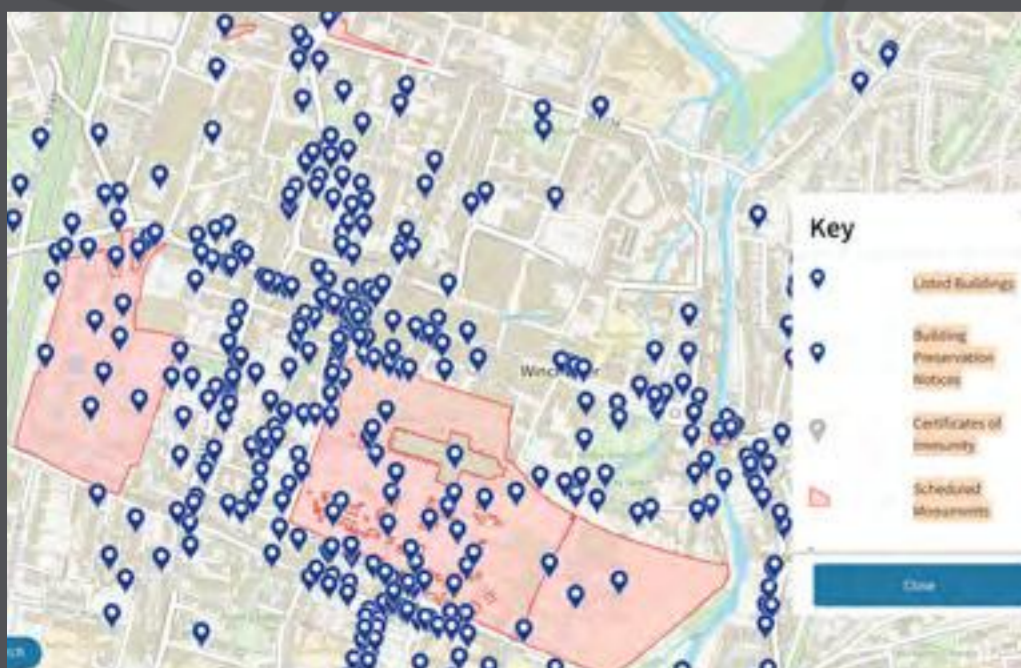 Key
Listed Buildings
Building
Preservation
Notices
Certificates of
Immunity
Scheduled
Monuments
Close